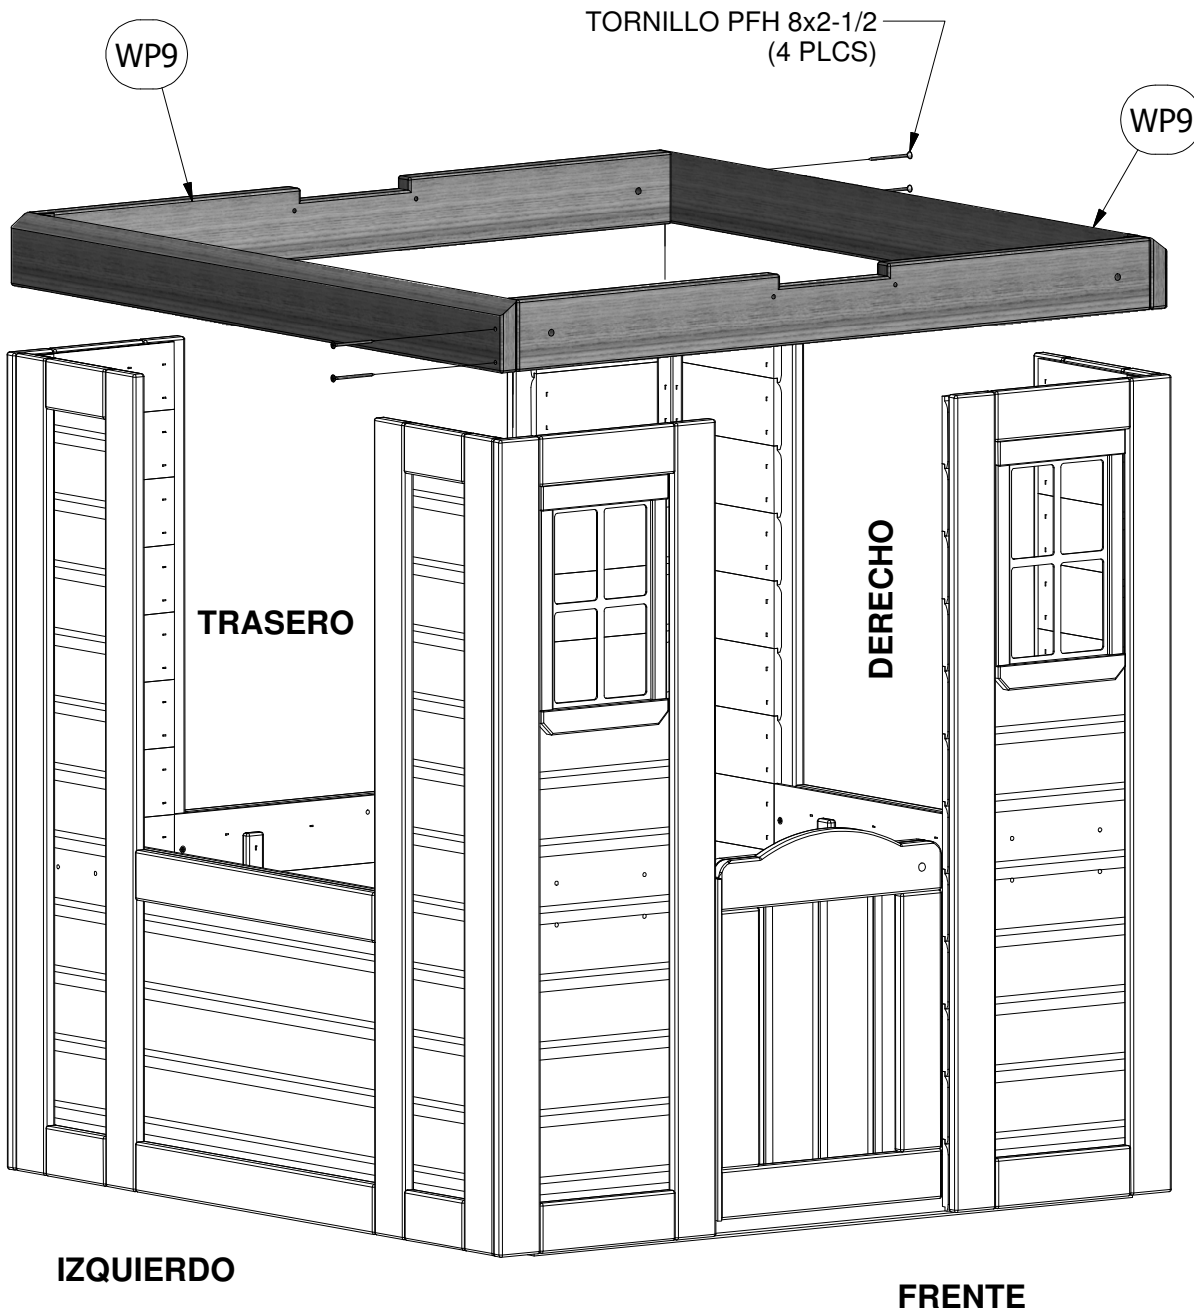 TORNILLO PFH 8x2-1/2
(4 PLCS)
WP9
WP9
TRASERO
DERECHO
IZQUIERDO
FRENTE